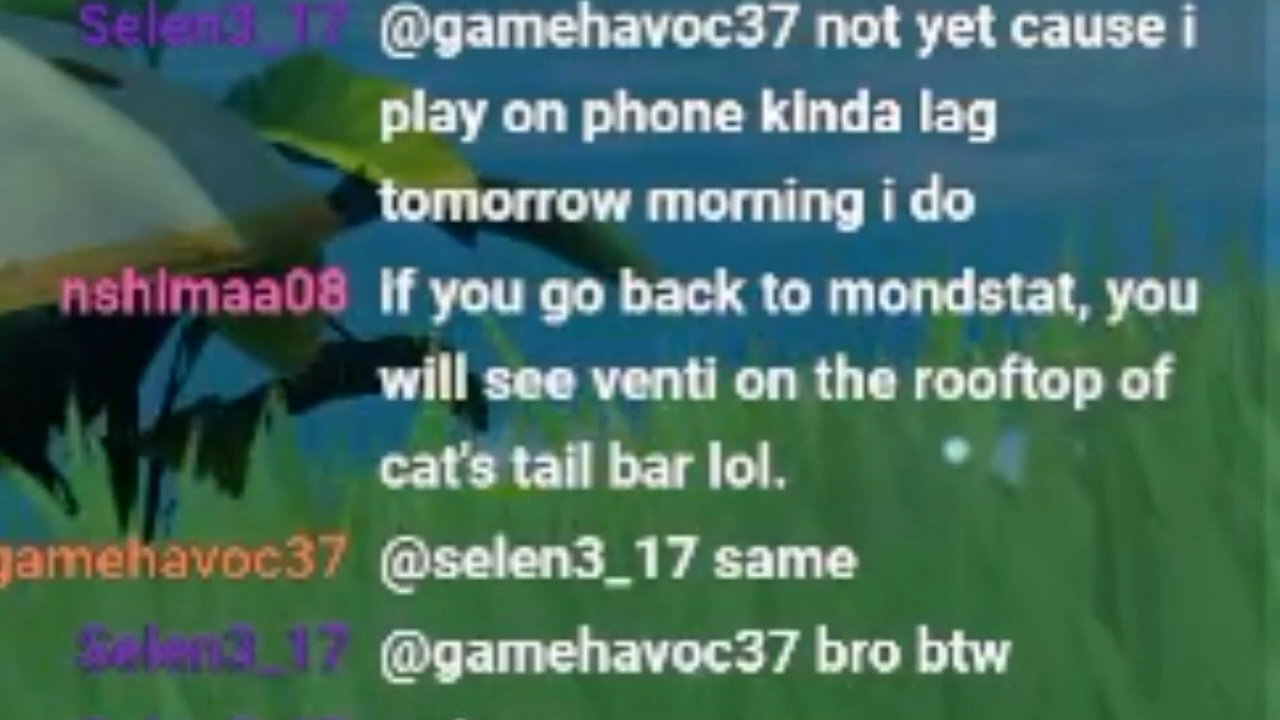 Selen3_17 @gamehavoc37 not yet cause i
play on phone kinda lag
tomorrow morning i do
nshimaa08 If you go back to mondstat, you
will see venti on the rooftop of
cat's tail bar lol.
gamehavoc37 @selen3_17 same
Selen3_17 @gamehavoc37 bro btw